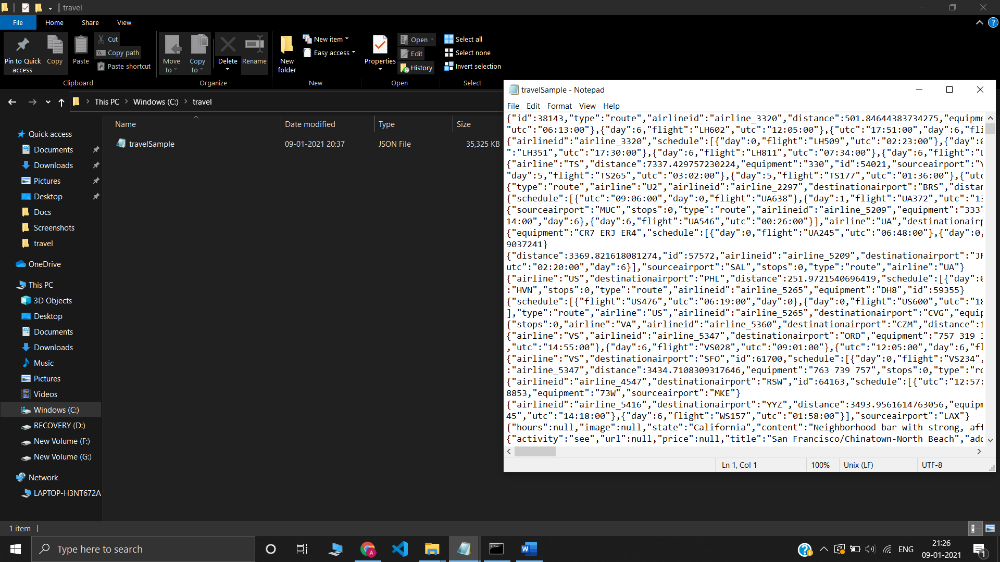 travel
File Home Share View
Pin to Quick access
Copy
Paste
Cut
Copy path
Paste shortcut
Clipboard
Move to
Copy to
Delete
Rename
Organize
New folder
New item
Easy access
New
Properties
Open
Edit
History
Open
Select all
Select none
Invert selection
Select
This PC > Windows (C:) > travel
Name Date modified Type Size
travelSample 09-01-2021 20:37 JSON File 35,325 KB
Quick access
Documents
Downloads
Pictures
Desktop
Docs
Screenshots
travel
OneDrive
This PC
3D Objects
Desktop
Documents
Downloads
Music
Pictures
Videos
Windows (C:)
RECOVERY (D:)
New Volume (F:)
New Volume (G:)
Network
LAPTOP-H3NT672A
1 item
travelSample - Notepad
File Edit Format View Help
{"id":38143,"type":"route","airlineid":"airline_3320","distance":501.84644383734275,"equipme
"utc":"06:13:00"},{"day":6,"flight":"LH602","utc":"12:05:00"},{"utc":"17:51:00","day":6,"fli
{"airlineid":"airline_3320","schedule":[{"day":0,"flight":"LH509","utc":"02:23:00"},{"day":0
":"LH351","utc":"17:30:00"},{"day":6,"flight":"LH811","utc":"07:34:00"},{"day":6,"flight":"L
{"airline":"TS","distance":7337.429757230224,"equipment":"330","id":54021,"sourceairport":"Y
"day":5,"flight":"TS265","utc":"03:02:00"},{"day":5,"flight":"TS177","utc":"01:36:00"},{"utc
{"type":"route","airline":"U2","airlineid":"airline_2297","destinationairport":"BRS","distan
{"schedule":[{"utc":"09:06:00","day":0,"flight":"UA638"},{"day":1,"flight":"UA372","utc":"13
{"sourceairport":"MUC","stops":0,"type":"route","airlineid":"airline_5209","equipment":"333"
14:00","day":6},{"day":6,"flight":"UA546","utc":"00:26:00"}],"airline":"UA","destinationairp
{"equipment":"CR7 ERJ ER4","schedule":[{"day":0,"flight":"UA245","utc":"06:48:00"},{"day":0,
9037241}
{"distance":3369.821618081274,"id":57572,"airlineid":"airline_5209","destinationairport":"JF
utc":"02:20:00","day":6}],"sourceairport":"SAL","stops":0,"type":"route","airline":"UA"}
{"airline":"US","destinationairport":"PHL","distance":251.9721540696419,"schedule":[{"day":0
:"HVN","stops":0,"type":"route","airlineid":"airline_5265","equipment":"DH8","id":59355}
{"schedule":[{"flight":"US476","utc":"06:19:00","day":0},{"day":0,"flight":"US600","utc":"18
],"type":"route","airline":"US","airlineid":"airline_5265","destinationairport":"CVG","equip
{"stops":0,"airline":"VA","airlineid":"airline_5360","destinationairport":"CZM","distance":1
{"airline":"VS","airlineid":"airline_5347","destinationairport":"ORD","equipment":"757 319 3
,"utc":"14:55:00"},{"day":6,"flight":"VS028","utc":"09:01:00"},{"utc":"12:05:00","day":6,"fl
{"airline":"VS","destinationairport":"SFO","id":61700,"schedule":[{"day":0,"flight":"VS234",
:"airline_5347","distance":3434.7108309317646,"equipment":"763 739 757","stops":0,"type":"ro
{"airlineid":"airline_4547","destinationairport":"RSW","id":64163,"schedule":[{"utc":"12:57:
8853,"equipment":"73W","sourceairport":"MKE"}
{"airlineid":"airline_5416","destinationairport":"YYZ","distance":3493.9561614763056,"equipm
45","utc":"14:18:00"},{"day":6,"flight":"WS157","utc":"01:58:00"}],"sourceairport":"LAX"}
{"hours":null,"image":null,"state":"California","content":"Neighborhood bar with strong, aff
{"activity":"see","url":null,"price":null,"title":"San Francisco/Chinatown-North Beach","add
Ln 1, Col 1 100% Unix (LF) UTF-8
Type here to search
ENG
21:26
09-01-2021
1